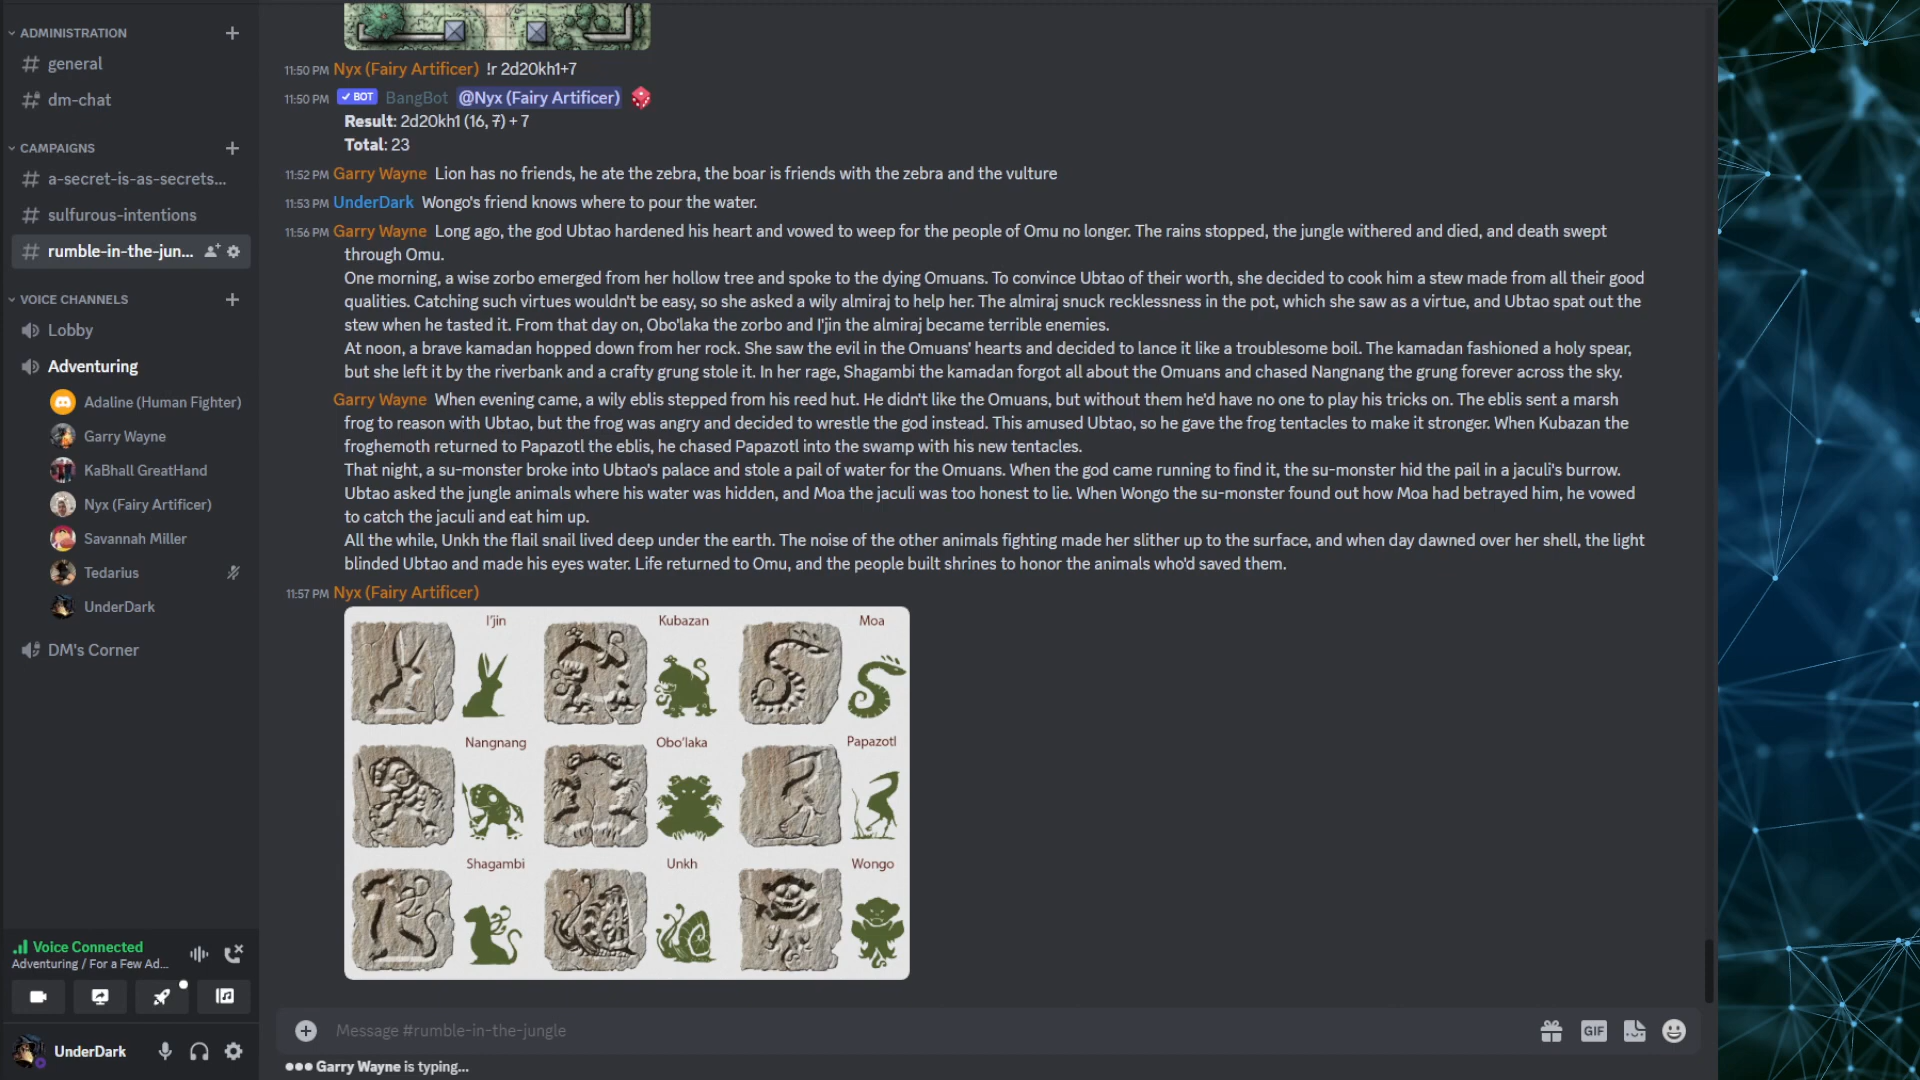 ADMINISTRATION
general
dm-chat
CAMPAIGNS
a-secret-is-as-secrets...
sulfurous-intentions
rumble-in-the-jun...
VOICE CHANNELS
Lobby
Adventuring
Adaline (Human Fighter)
Garry Wayne
KaBhall GreatHand
Nyx (Fairy Artificer)
Savannah Miller
Tedarius
UnderDark
DM's Corner
Voice Connected
Adventuring / For a Few Ad...
UnderDark
11:50 PM Nyx (Fairy Artificer) !r 2d20kh1+7
11:50 PM BOT BangBot @Nyx (Fairy Artificer)
Result: 2d20kh1 (16, 7) + 7
Total: 23
11:52 PM Garry Wayne Lion has no friends, he ate the zebra, the boar is friends with the zebra and the vulture
11:53 PM UnderDark Wongo's friend knows where to pour the water.
11:56 PM Garry Wayne Long ago, the god Ubtao hardened his heart and vowed to weep for the people of Omu no longer. The rains stopped, the jungle withered and died, and death swept
through Omu.
One morning, a wise zorbo emerged from her hollow tree and spoke to the dying Omuans. To convince Ubtao of their worth, she decided to cook him a stew made from all their good
qualities. Catching such virtues wouldn't be easy, so she asked a wily almiraj to help her. The almiraj snuck recklessness in the pot, which she saw as a virtue, and Ubtao spat out the
stew when he tasted it. From that day on, Obo'laka the zorbo and I'jin the almiraj became terrible enemies.
At noon, a brave kamadan hopped down from her rock. She saw the evil in the Omuans' hearts and decided to lance it like a troublesome boil. The kamadan fashioned a holy spear,
but she left it by the riverbank and a crafty grung stole it. In her rage, Shagambi the kamadan forgot all about the Omuans and chased Nangnang the grung forever across the sky.
Garry Wayne When evening came, a wily eblis stepped from his reed hut. He didn't like the Omuans, but without them he'd have no one to play his tricks on. The eblis sent a marsh
frog to reason with Ubtao, but the frog was angry and decided to wrestle the god instead. This amused Ubtao, so he gave the frog tentacles to make it stronger. When Kubazan the
froghemoth returned to Papazotl the eblis, he chased Papazotl into the swamp with his new tentacles.
That night, a su-monster broke into Ubtao's palace and stole a pail of water for the Omuans. When the god came running to find it, the su-monster hid the pail in a jaculi's burrow.
Ubtao asked the jungle animals where his water was hidden, and Moa the jaculi was too honest to lie. When Wongo the su-monster found out how Moa had betrayed him, he vowed
to catch the jaculi and eat him up.
All the while, Unkh the flail snail lived deep under the earth. The noise of the other animals fighting made her slither up to the surface, and when day dawned over her shell, the light
blinded Ubtao and made his eyes water. Life returned to Omu, and the people built shrines to honor the animals who'd saved them.
11:57 PM Nyx (Fairy Artificer)
I'jin Kubazan Moa
Nangnang Obo'laka Papazotl
Shagambi Unkh Wongo
Message #rumble-in-the-jungle
GIF
Garry Wayne is typing...